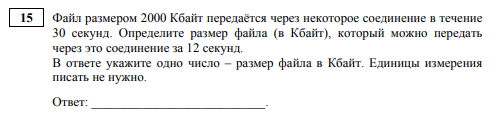 15 Файл размером 2000 Кбайт передаётся через некоторое соединение в течение
30 секунд. Определите размер файла (в Кбайт), который можно передать
через это соединение за 12 секунд.
В ответе укажите одно число – размер файла в Кбайт. Единицы измерения
писать не нужно.
Ответ: ___________________________.